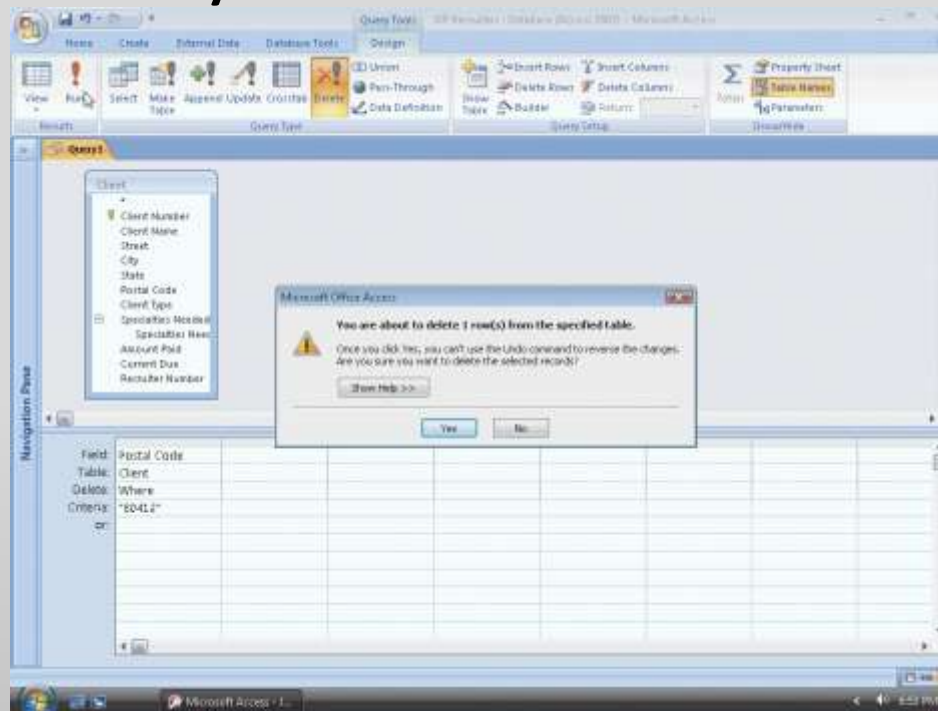 Query Tools
Home Create External Data Database Tools Design
View Run Select Make Table Append Update Crosstab Delete
Union
Pass-Through
Data Definition
Show Table
Insert Rows
Delete Rows
Builder
Insert Columns
Delete Columns
Return:
Totals
Property Sheet
Table Names
Parameters
Results Query Type Query Setup Show/Hide
Query1
Client
*
Client Number
Client Name
Street
City
State
Postal Code
Client Type
Specialties Needed
Specialties Need
Amount Paid
Current Due
Recruiter Number
Microsoft Office Access
You are about to delete 1 row(s) from the specified table.
Once you click Yes, you can't use the Undo command to reverse the changes.
Are you sure you want to delete the selected records?
Show Help >>
Yes No
Navigation Pane
Field: Postal Code
Table: Client
Delete: Where
Criteria:
or:
Microsoft Access -
6:53 PM